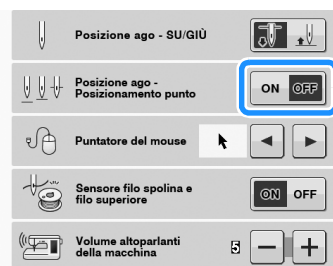 Posizione ago - SU/GIÙ
Posizione ago -
Posizionamento punto
ON OFF
Puntatore del mouse
Sensore filo spolina e
filo superiore
ON OFF
Volume altoparlanti
della macchina
5 - +